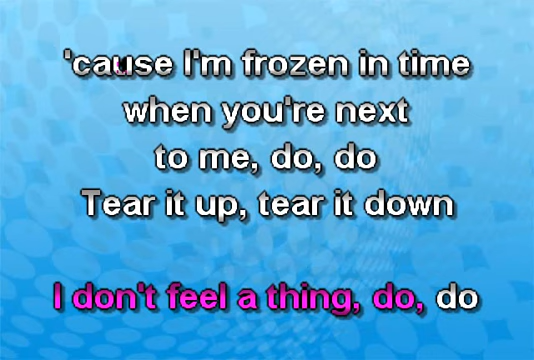 'cause I'm frozen in time
when you're next
to me, do, do
Tear it up, tear it down
I don't feel a thing, do, do